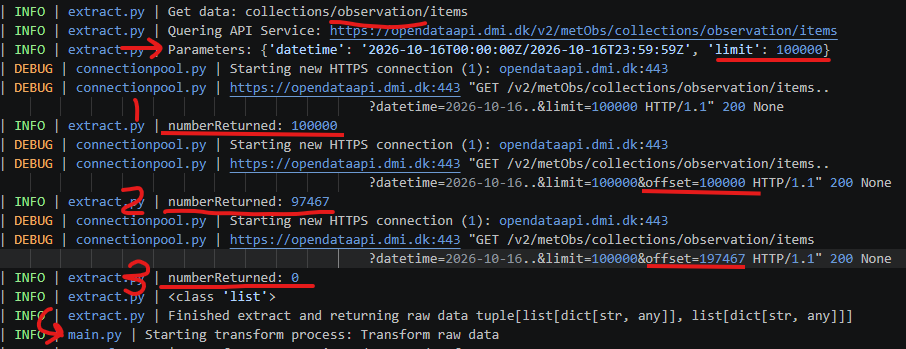 | INFO | extract.py | Get data: collections/observation/items
| INFO | extract.py | Quering API Service: https://opendataapi.dmi.dk/v2/metObs/collections/observation/items
| INFO | extract.py | Parameters: {'datetime': '2026-10-16T00:00:00Z/2026-10-16T23:59:59Z', 'limit': 100000}
| DEBUG | connectionpool.py | Starting new HTTPS connection (1): opendataapi.dmi.dk:443
| DEBUG | connectionpool.py | https://opendataapi.dmi.dk:443 "GET /v2/metObs/collections/observation/items..
?datetime=2026-10-16..&limit=100000 HTTP/1.1" 200 None
1
| INFO | extract.py | numberReturned: 100000
| DEBUG | connectionpool.py | Starting new HTTPS connection (1): opendataapi.dmi.dk:443
| DEBUG | connectionpool.py | https://opendataapi.dmi.dk:443 "GET /v2/metObs/collections/observation/items..
?datetime=2026-10-16..&limit=100000&offset=100000 HTTP/1.1" 200 None
2
| INFO | extract.py | numberReturned: 97467
| DEBUG | connectionpool.py | Starting new HTTPS connection (1): opendataapi.dmi.dk:443
| DEBUG | connectionpool.py | https://opendataapi.dmi.dk:443 "GET /v2/metObs/collections/observation/items
?datetime=2026-10-16..&limit=100000&offset=197467 HTTP/1.1" 200 None
3
| INFO | extract.py | numberReturned: 0
| INFO | extract.py | <class 'list'>
| INFO | extract.py | Finished extract and returning raw data tuple[list[dict[str, any]], list[dict[str, any]]]
| INFO | main.py | Starting transform process: Transform raw data